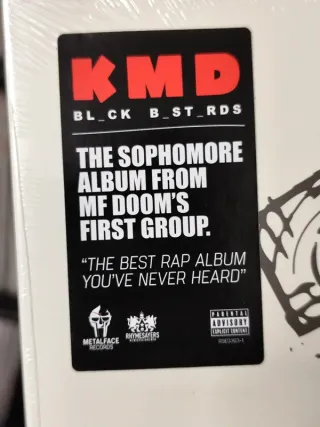 KMD
BL_CK B_ST_RDS
THE SOPHOMORE
ALBUM FROM
MF DOOM'S
FIRST GROUP.
"THE BEST RAP ALBUM
YOU'VE NEVER HEARD"
METALFACE
RECORDS
RHYMESAYERS
ENTERTAINMENT
PARENTAL
ADVISORY
EXPLICIT CONTENT